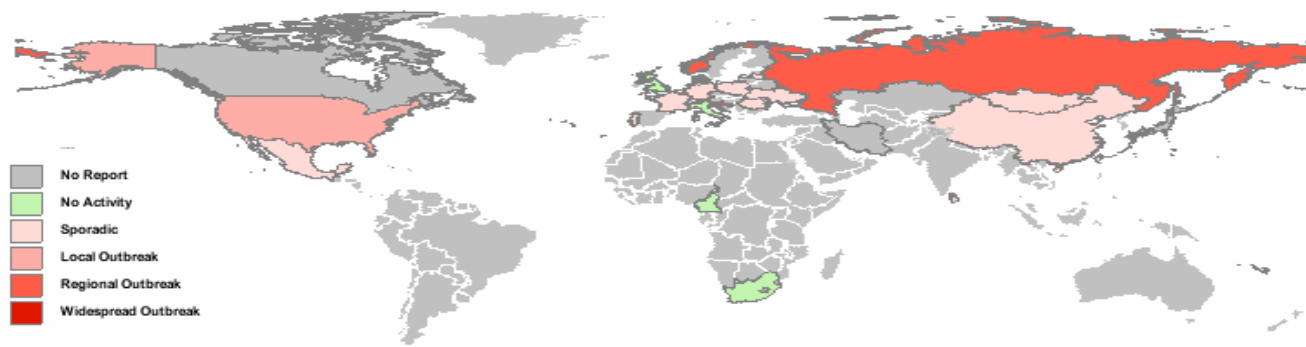 No Report
No Activity
Sporadic
Local Outbreak
Regional Outbreak
Widespread Outbreak